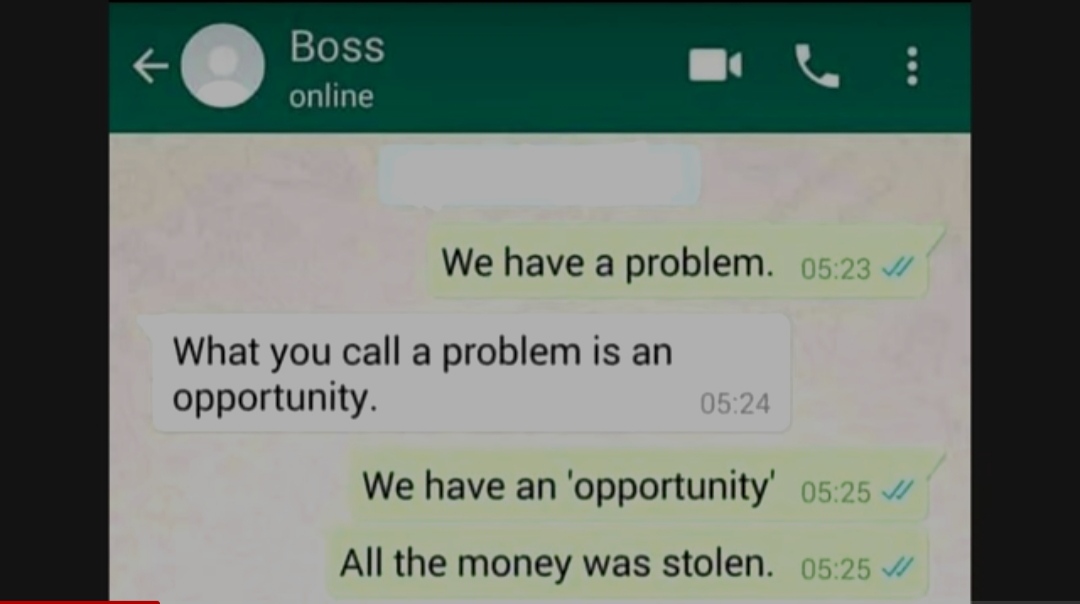 Boss
online
We have a problem. 05:23
What you call a problem is an
opportunity. 05:24
We have an 'opportunity' 05:25
All the money was stolen. 05:25